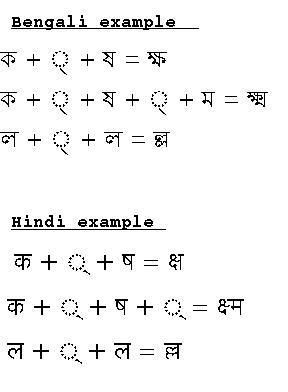 Bengali example
ক + ্ + ষ = ক্ষ
ক + ্ + ষ + ্ + ম = ক্ষ্ম
ল + ্ + ল = ল্ল
Hindi example
क + ् + ष = क्ष
क + ् + ष + ् = क्ष्म
ल + ् + ल = ल्ल